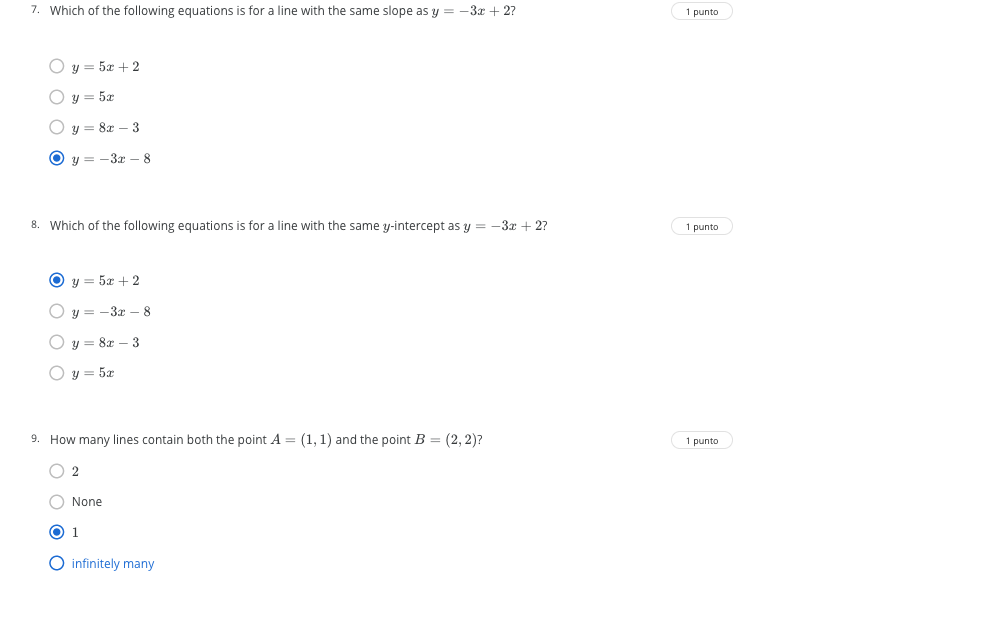 7. Which of the following equations is for a line with the same slope as y = −3x + 2? 1 punto
y = 5x + 2
y = 5x
y = 8x − 3
y = −3x − 8
8. Which of the following equations is for a line with the same y-intercept as y = −3x + 2? 1 punto
y = 5x + 2
y = −3x − 8
y = 8x − 3
y = 5x
9. How many lines contain both the point A = (1, 1) and the point B = (2, 2)? 1 punto
2
None
1
infinitely many